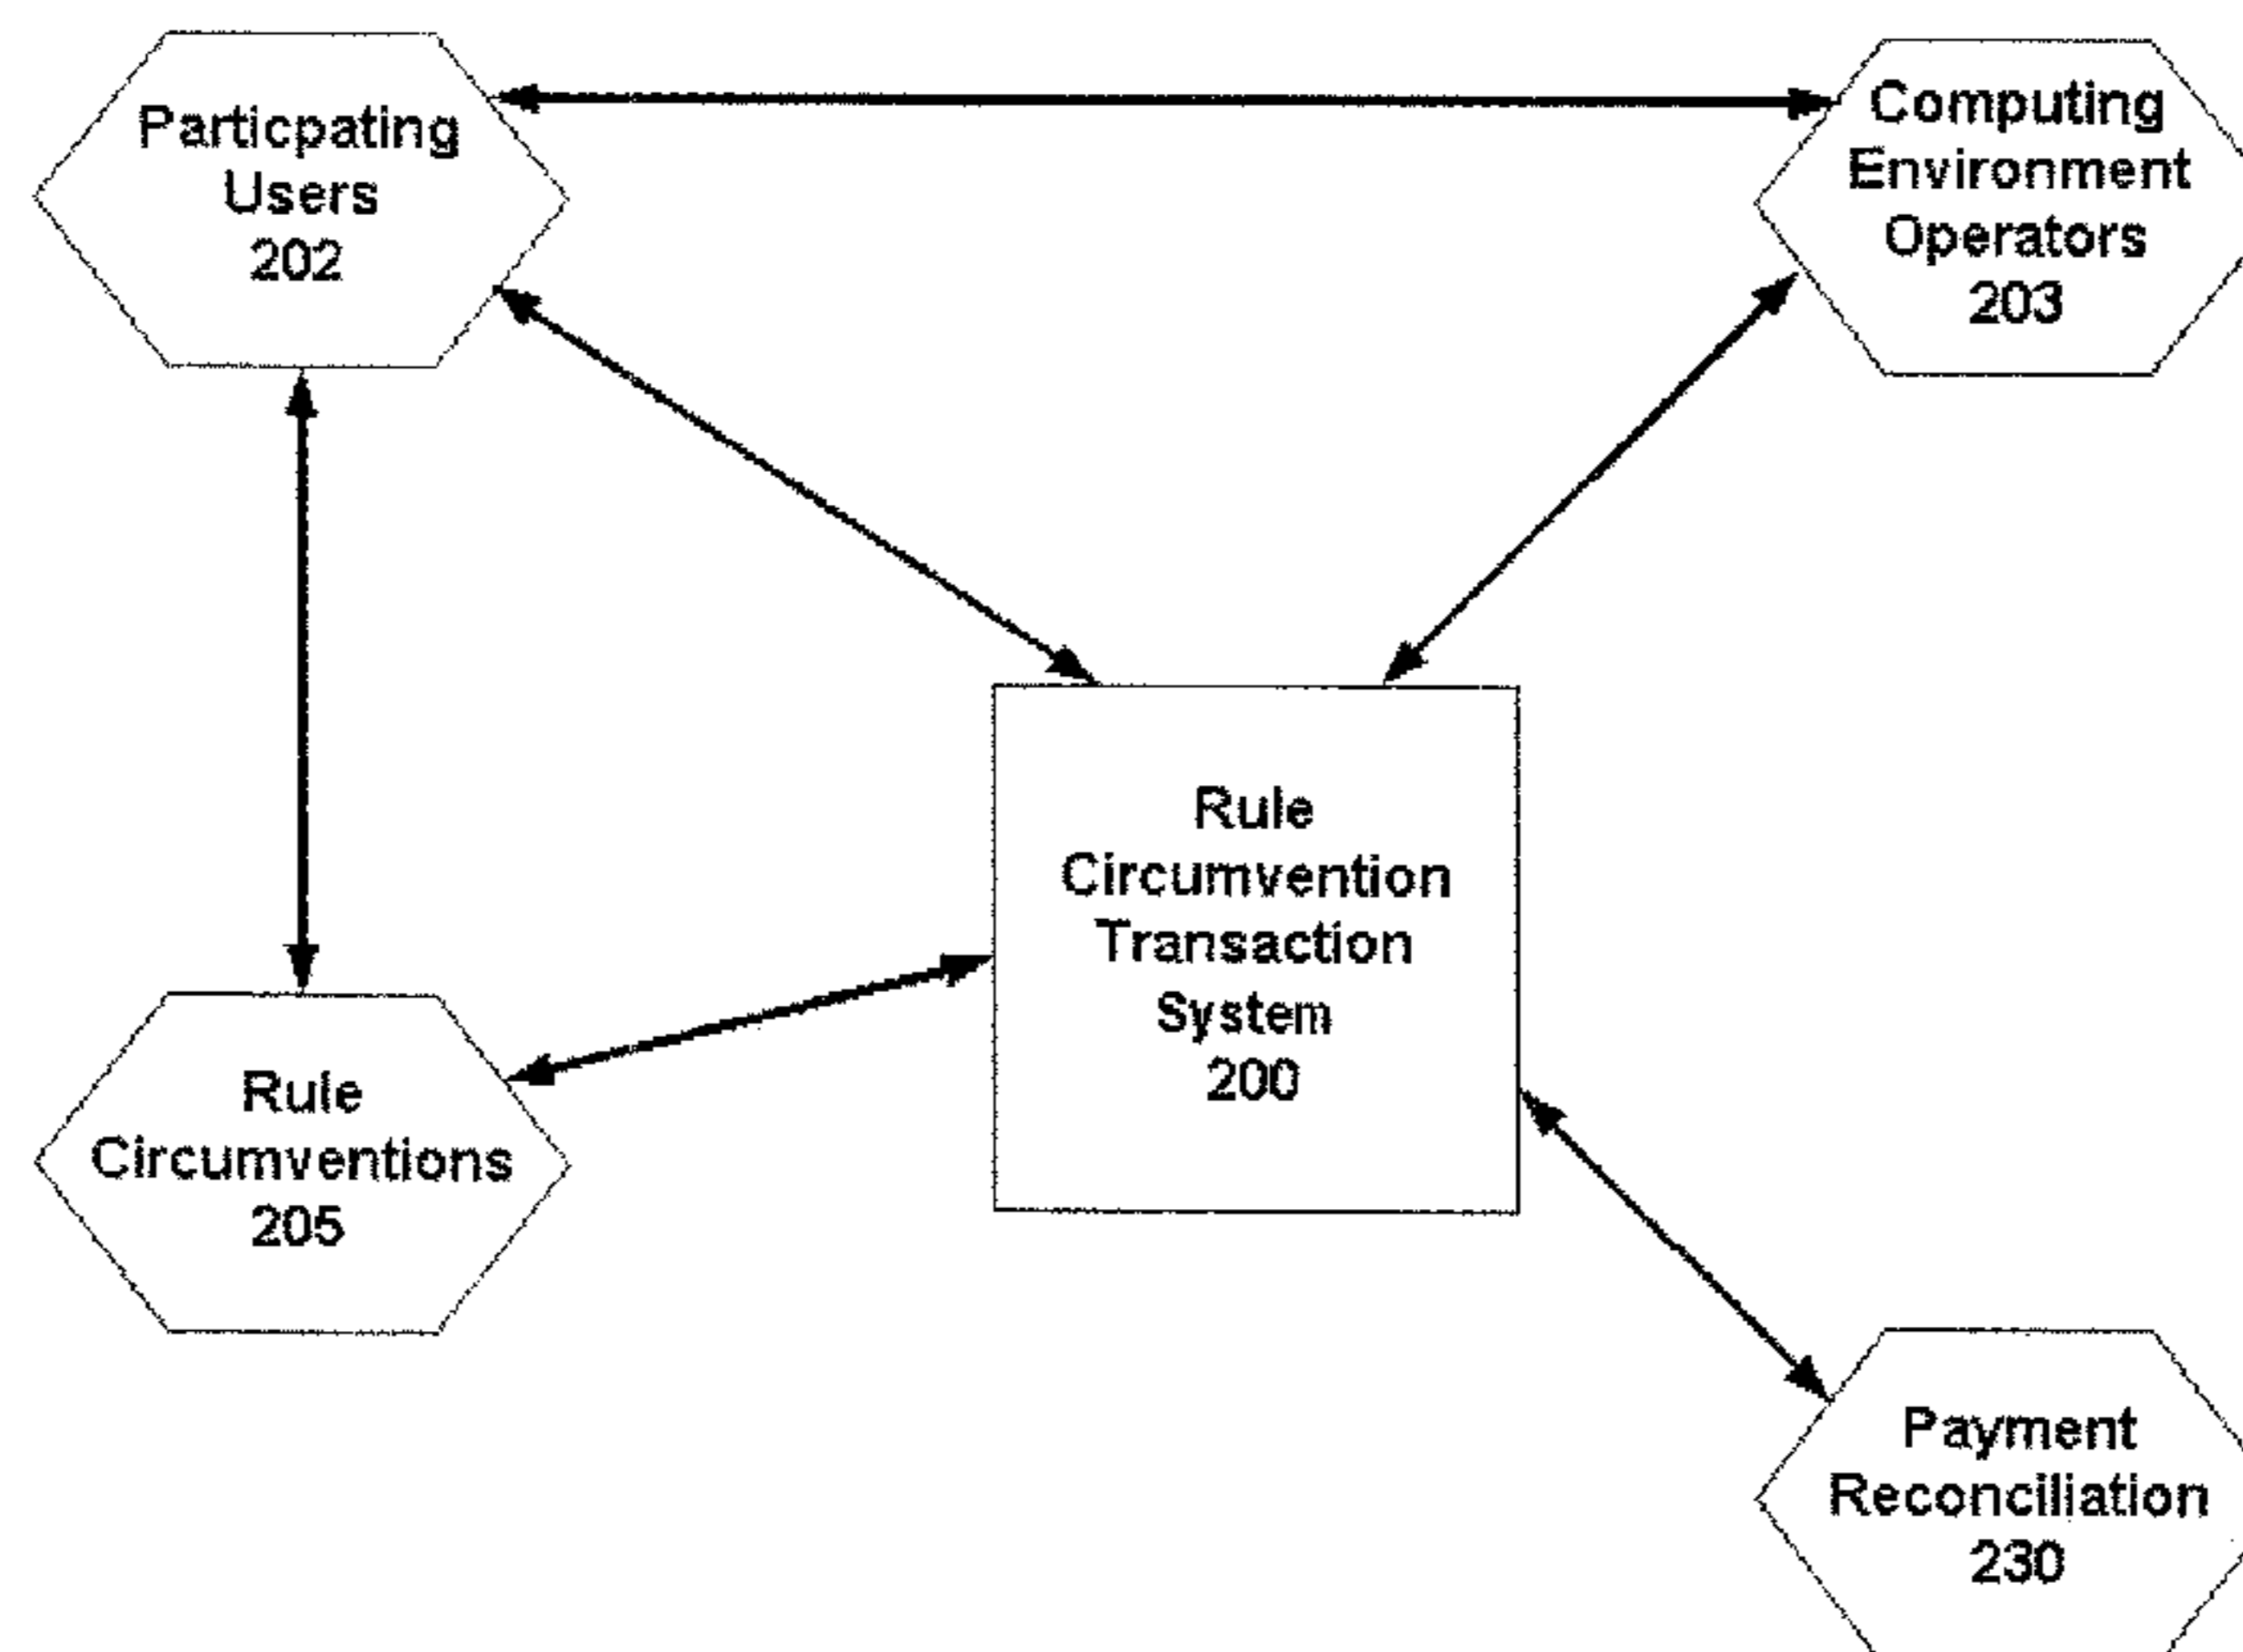 Particpating
Users
202
Computing
Environment
Operators
203
Rule
Circumvention
Transaction
System
200
Rule
Circumventions
205
Payment
Reconciliation
230